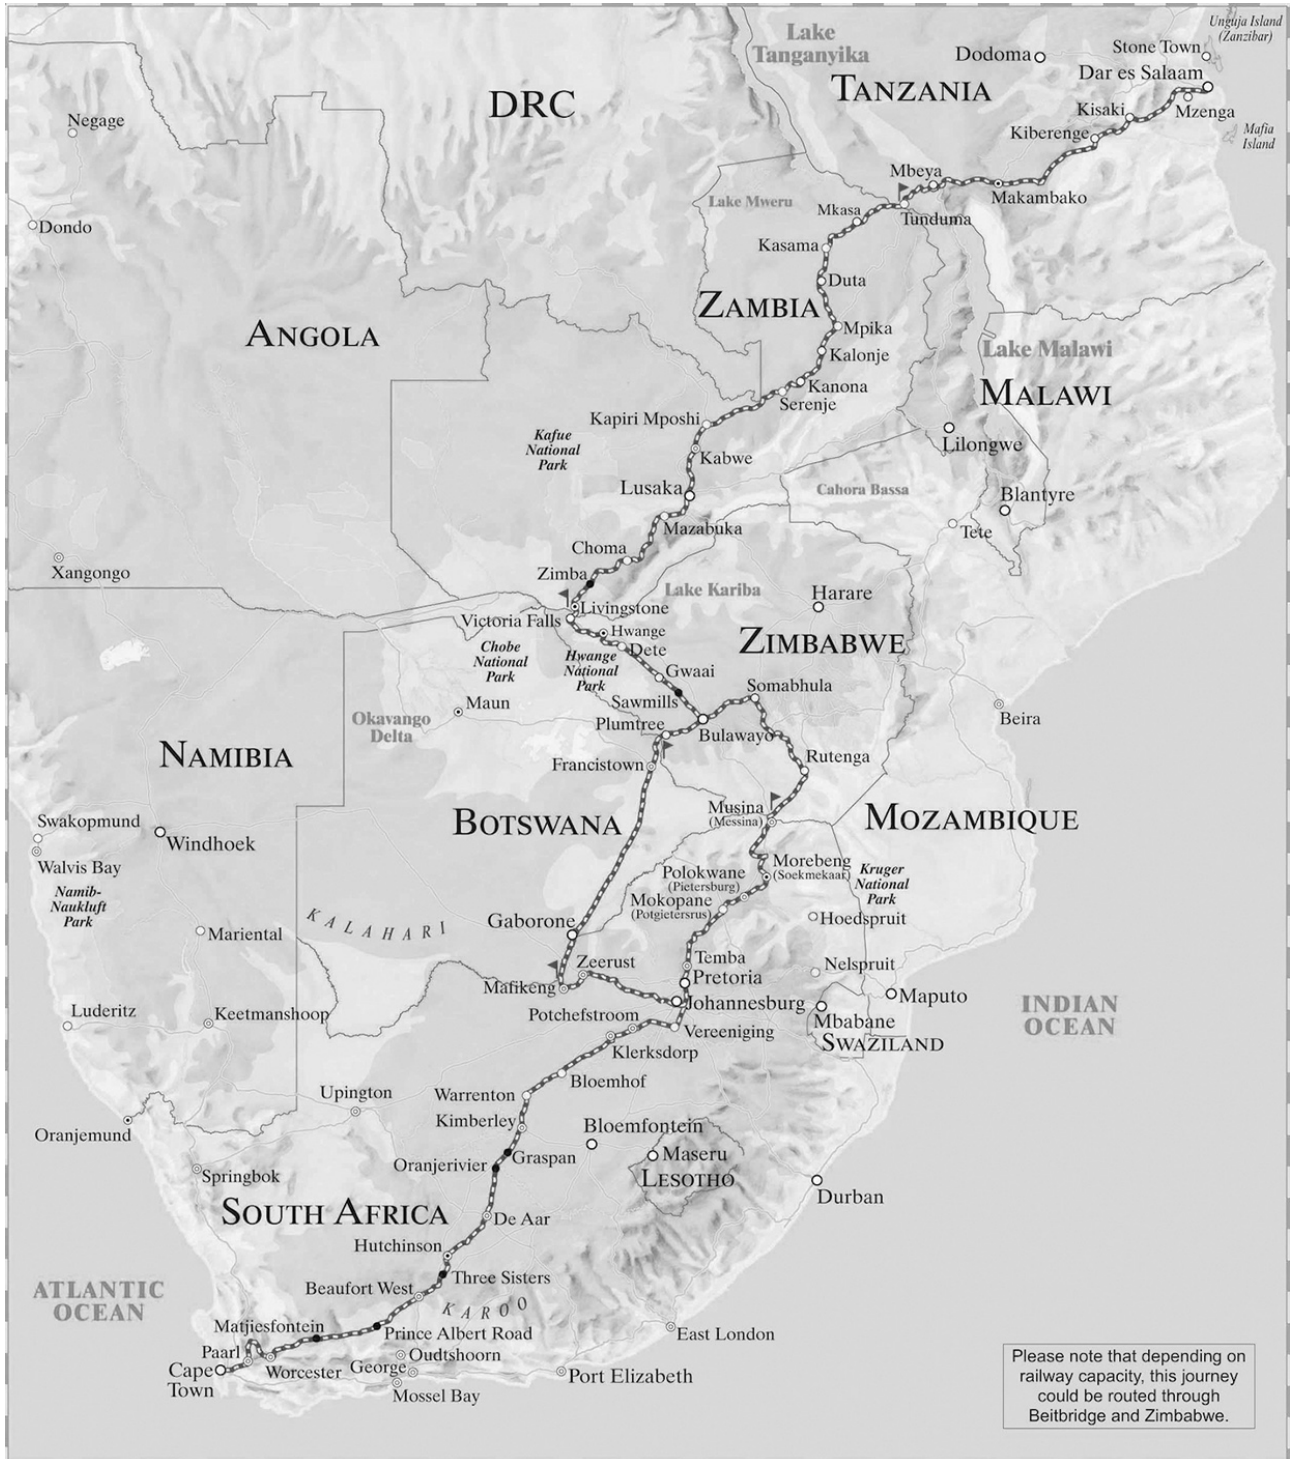 Unguja Island
(Zanzibar)
Lake
Tanganyika
Dodoma
Stone Town
TANZANIA
Dar es Salaam
DRC
Kisaki
Mzenga
Negage
Kiberenge
Mafia
Island
Mbeya
Makambako
Lake Mweru
Mkasa
Tunduma
Dondo
Kasama
Duta
ZAMBIA
ANGOLA
Mpika
Kalonje
Lake Malawi
Kanona
MALAWI
Serenje
Kapiri Mposhi
Kafue
National
Park
Lilongwe
Kabwe
Lusaka
Cahora Bassa
Blantyre
Mazabuka
Tete
Choma
Xangongo
Zimba
Lake Kariba
Harare
Livingstone
Victoria Falls
Hwange
ZIMBABWE
Dete
Chobe
National
Park
Hwange
National
Park
Gwaai
Somabhula
Sawmills
Maun
Okavango
Delta
Plumtree
Bulawayo
Beira
NAMIBIA
Francistown
Rutenga
Musina
(Messina)
BOTSWANA
MOZAMBIQUE
Swakopmund
Windhoek
Walvis Bay
Morebeng
(Soekmekaar)
Polokwane
(Pietersburg)
Kruger
National
Park
Namib-
Naukluft
Park
Mokopane
(Potgietersrus)
KALAHARI
Gaborone
Hoedspruit
Mariental
Zeerust
Temba
Pretoria
Nelspruit
Mafikeng
Maputo
Johannesburg
INDIAN
OCEAN
Luderitz
Keetmanshoop
Potchefstroom
Mbabane
Vereeniging
SWAZILAND
Klerksdorp
Bloemhof
Upington
Warrenton
Kimberley
Bloemfontein
Oranjemund
Graspan
Maseru
Oranjerivier
LESOTHO
Springbok
Durban
SOUTH AFRICA
De Aar
Hutchinson
Three Sisters
ATLANTIC
OCEAN
Beaufort West
KAROO
Matjiesfontein
Prince Albert Road
East London
Paarl
Oudtshoorn
Cape
Town
Worcester
George
Port Elizabeth
Mossel Bay
Please note that depending on
railway capacity, this journey
could be routed through
Beitbridge and Zimbabwe.